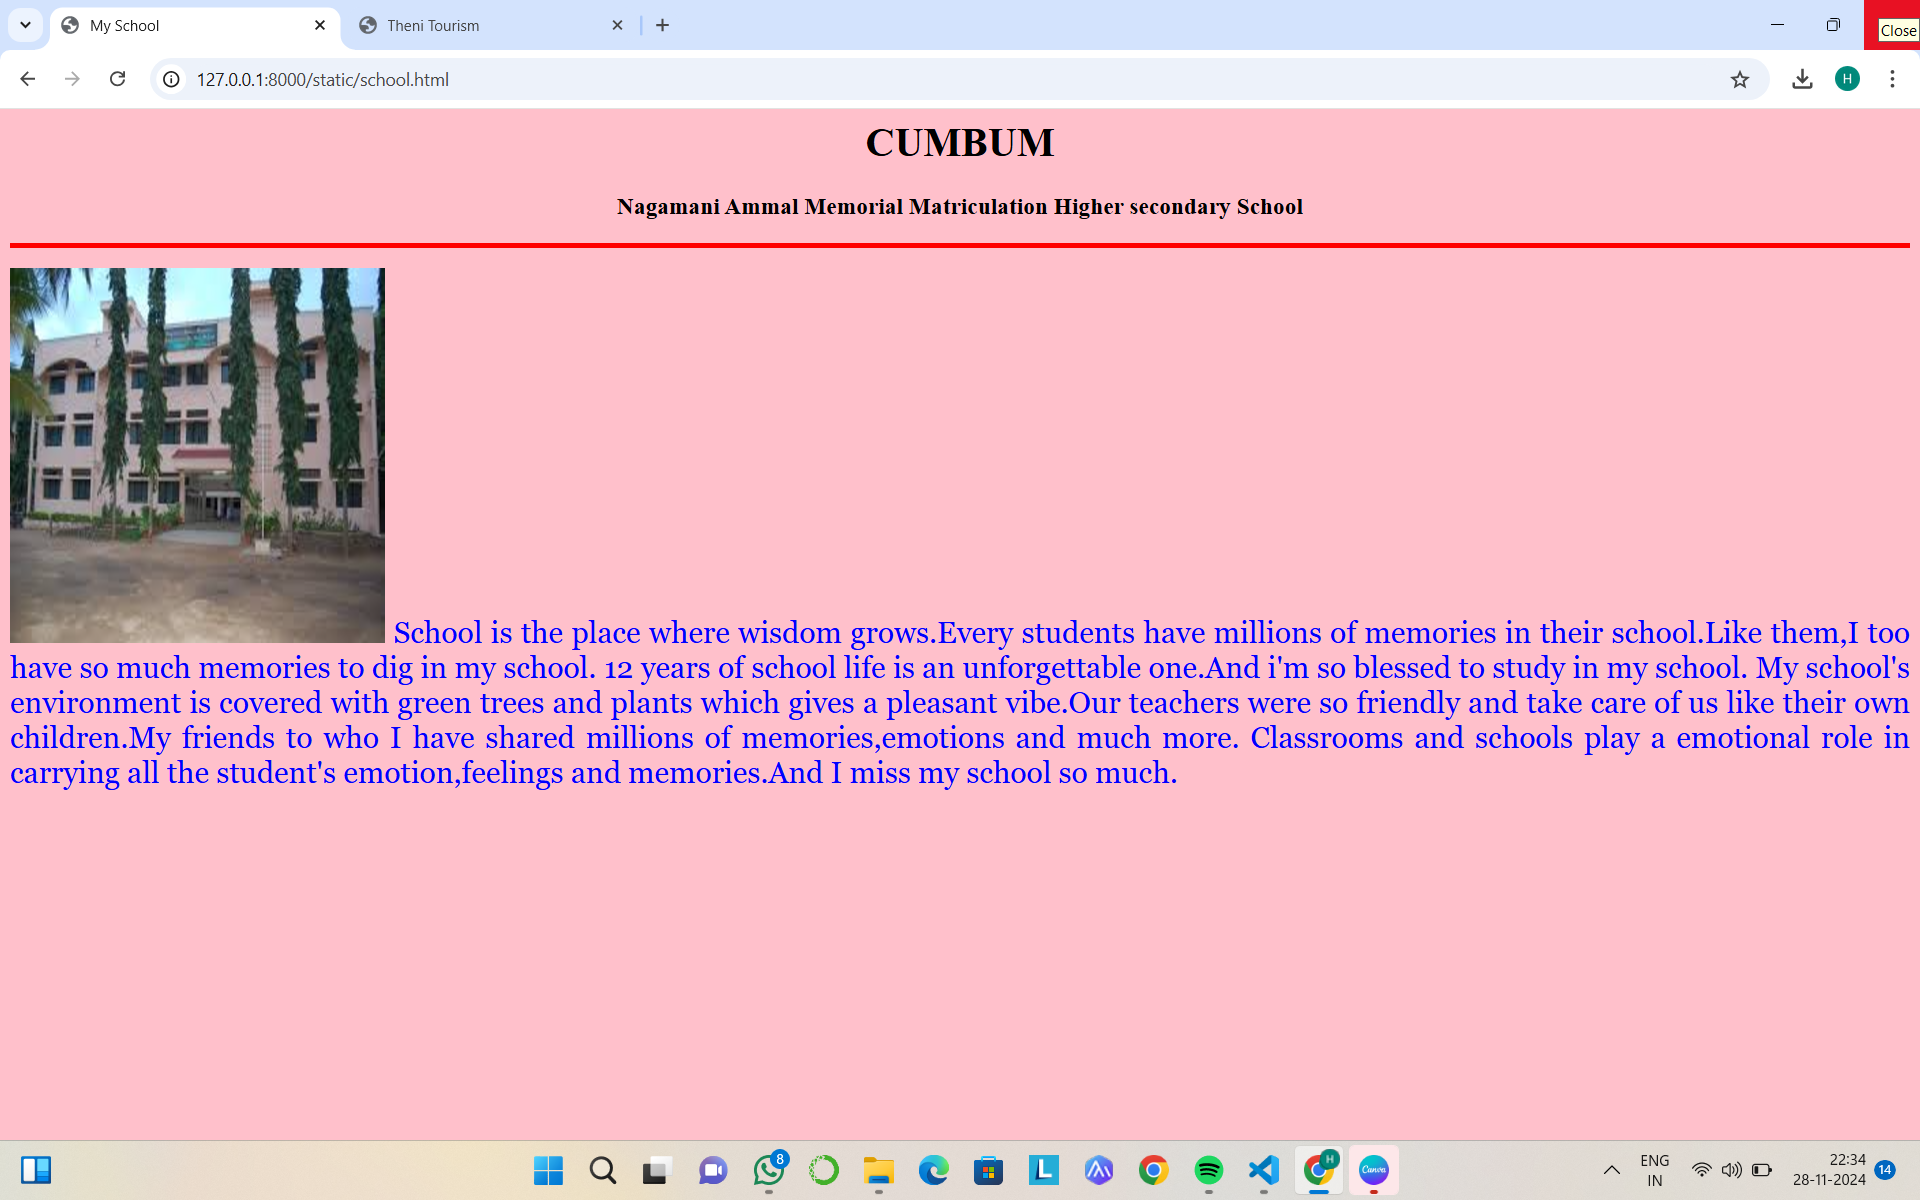 My School
Theni Tourism
Close
127.0.0.1:8000/static/school.html
H
CUMBUM
Nagamani Ammal Memorial Matriculation Higher secondary School
School is the place where wisdom grows.Every students have millions of memories in their school.Like them,I too
have so much memories to dig in my school. 12 years of school life is an unforgettable one.And i'm so blessed to study in my school. My school's
environment is covered with green trees and plants which gives a pleasant vibe.Our teachers were so friendly and take care of us like their own
children.My friends to who I have shared millions of memories,emotions and much more. Classrooms and schools play a emotional role in
carrying all the student's emotion,feelings and memories.And I miss my school so much.
8
L
H
Canva
ENG
IN
22:34
28-11-2024
14